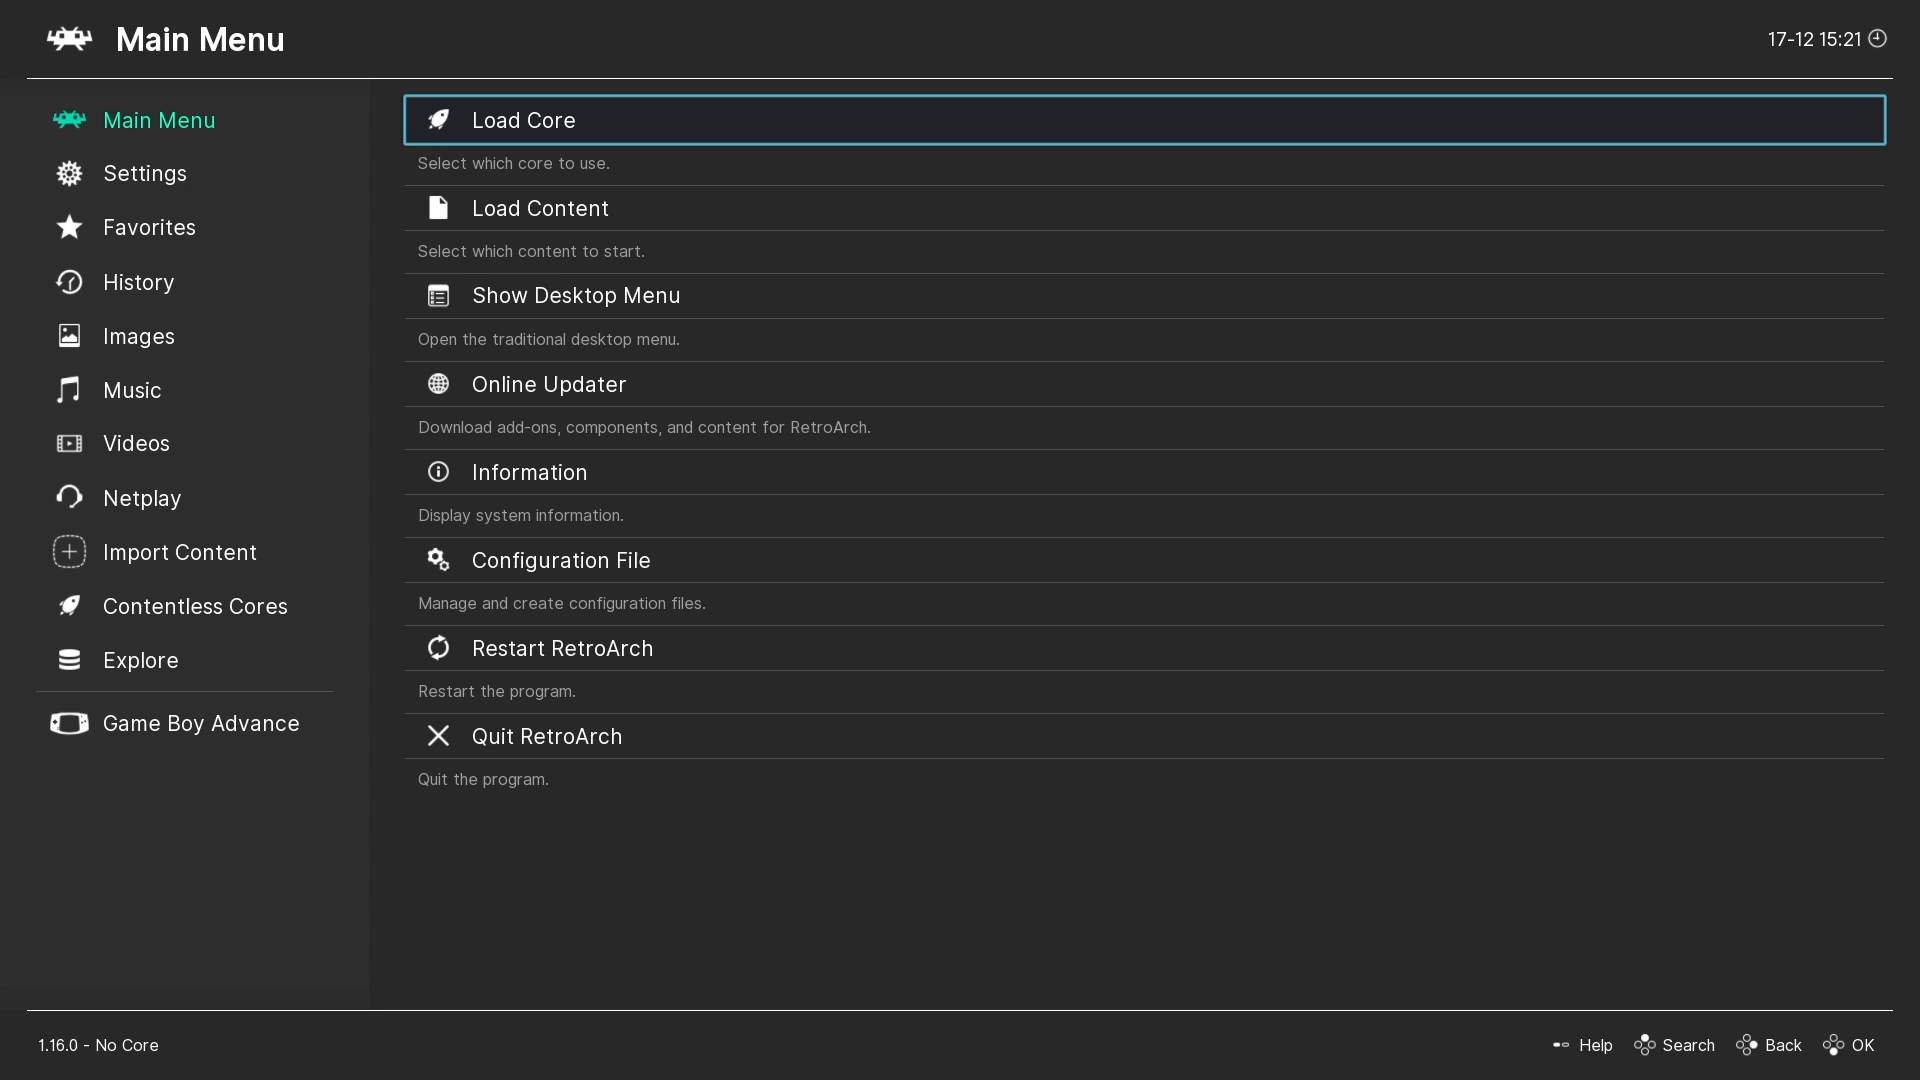 Main Menu
17-12 15:21
Main Menu
Settings
Favorites
History
Images
Music
Videos
Netplay
Import Content
Contentless Cores
Explore
Game Boy Advance
Load Core
Select which core to use.
Load Content
Select which content to start.
Show Desktop Menu
Open the traditional desktop menu.
Online Updater
Download add-ons, components, and content for RetroArch.
Information
Display system information.
Configuration File
Manage and create configuration files.
Restart RetroArch
Restart the program.
Quit RetroArch
Quit the program.
1.16.0 - No Core
Help Search Back OK